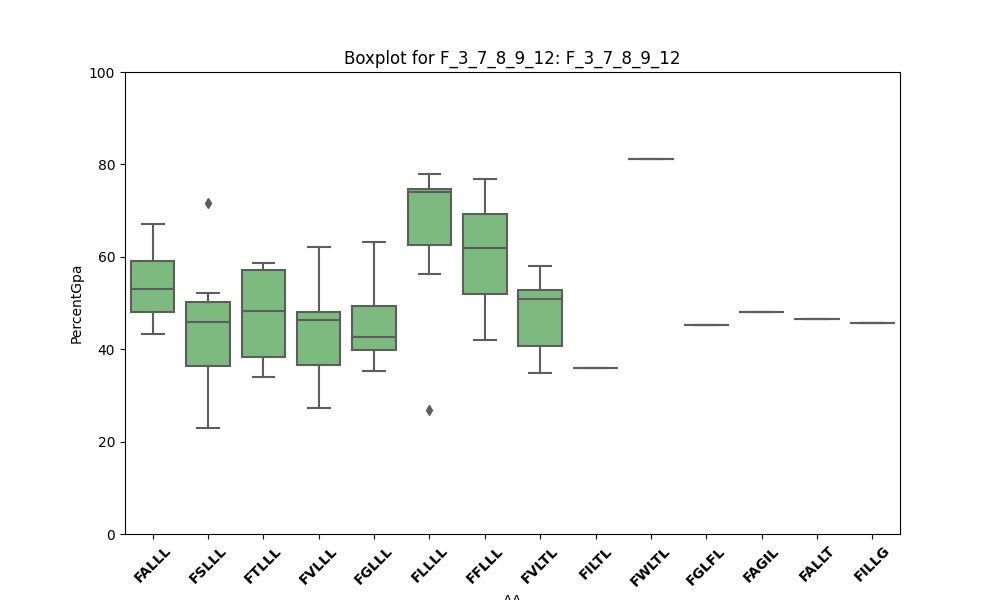 Boxplot for F_3_7_8_9_12: F_3_7_8_9_12
PercentGpa
100
80
60
40
20
0
FALLL FSLLL FTLLL FVLLL FGLLL FLLLL FFLLL FVLTL FILTL FWLTL FGLFL FAGIL FALLT FILLG
AA